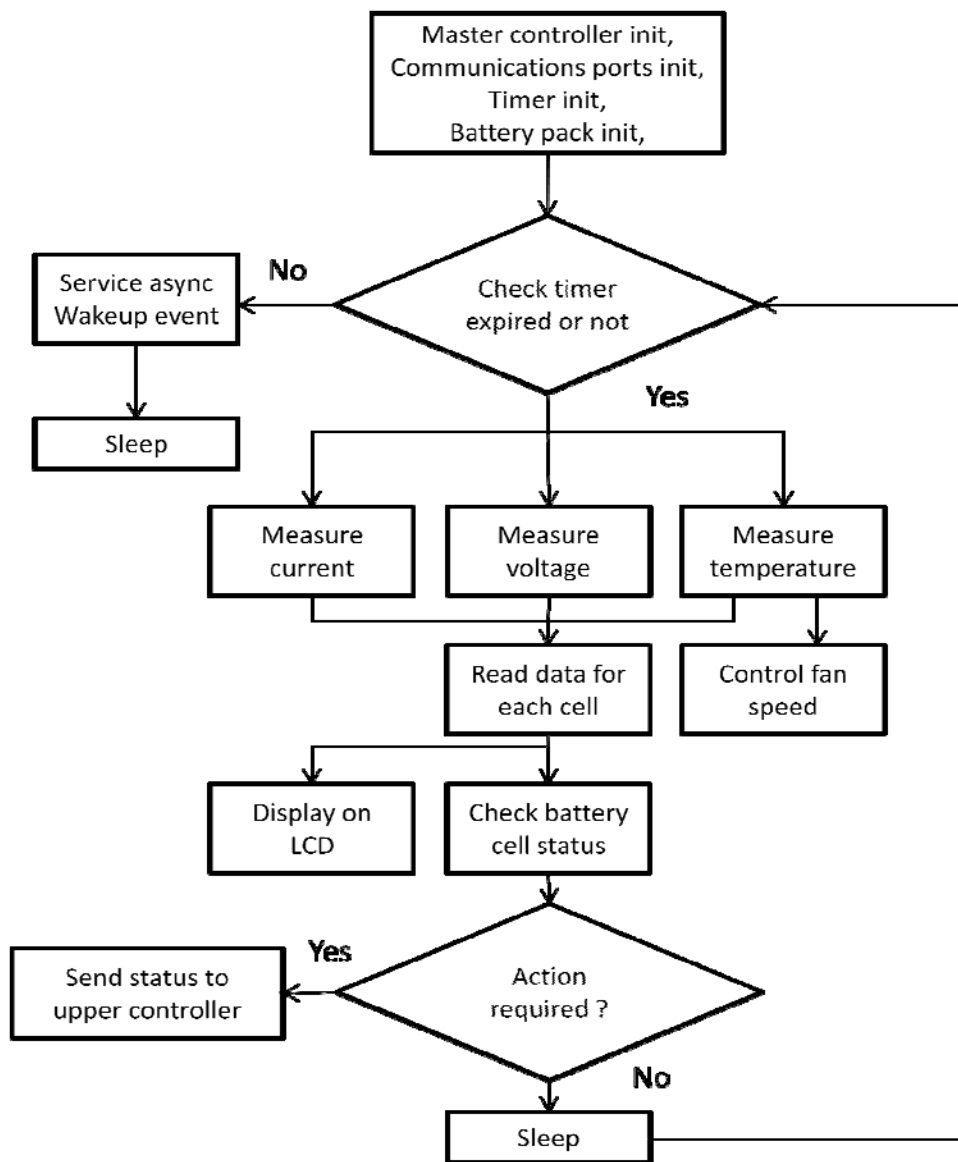 Master controller init,
Communications ports init,
Timer init,
Battery pack init,
No
Service async
Wakeup event
Check timer
expired or not
Yes
Sleep
Measure
current
Measure
voltage
Measure
temperature
Read data for
each cell
Control fan
speed
Display on
LCD
Check battery
cell status
Yes
Send status to
upper controller
Action
required ?
No
Sleep